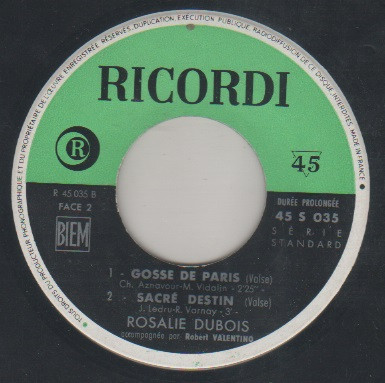 TOUS DROITS DU PRODUCTEUR PHONOGRAPHIQUE ET DU PROPRIETAIRE DE L'ŒUVRE ENREGISTRÉE RÉSERVÉS, DUPLICATION EXÉCUTION PUBLIQUE, RADIODIFFUSION DE CE DISQUE INTERDITES. MADE IN FRANCE
RICORDI
R
45
R 45 035 B
FACE 2
BIEM
DURÉE PROLONGÉE
45 S 035
SÉRIE
STANDARD
1 - GOSSE DE PARIS (Valse)
Ch. Aznavour-M. Vidalin - 2'25" -
2 - SACRÉ DESTIN (Valse)
J. Ledru-R. Varnay - 3' -
ROSALIE DUBOIS
accompagnée par Robert VALENTINO